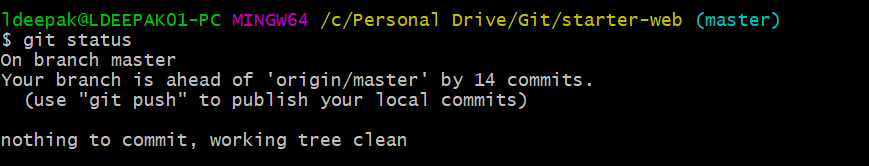 ldeepak@LDEEPAK01-PC MINGW64 /c/Personal Drive/Git/starter-web (master)
$ git status
On branch master
Your branch is ahead of 'origin/master' by 14 commits.
  (use "git push" to publish your local commits)

nothing to commit, working tree clean